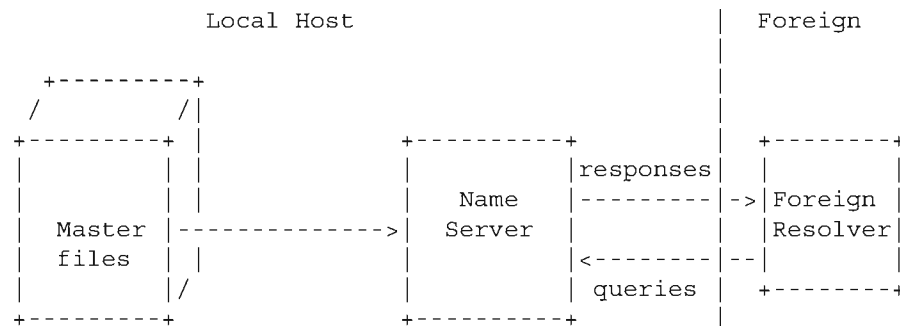 Local Host | Foreign
responses
Name Foreign
Master Server Resolver
files
queries